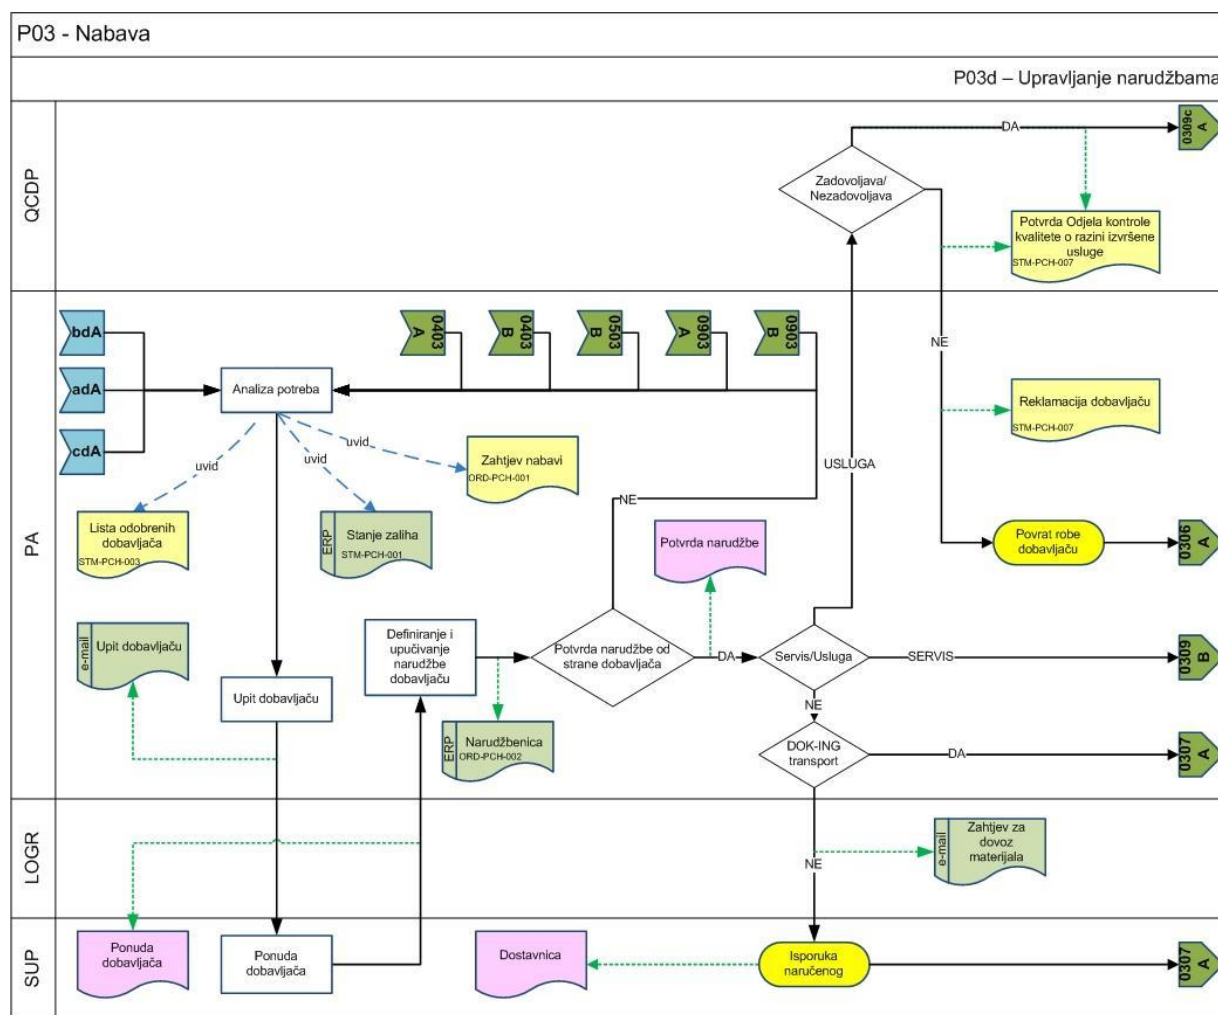 P03 - Nabava
P03d – Upravljanje narudžbama
QCDP
DA
0309c
A
Zadovoljava/
Nezadovoljava
Potvrda Odjela kontrole
kvalitete o razini izvršene
usluge
STM-PCH-007
PA
bdA
adA
cdA
0403
A
0403
B
0503
B
0903
A
0903
B
Analiza potreba
NE
uvid
uvid
uvid
Zahtjev nabavi
ORD-PCH-001
Reklamacija dobavljaču
STM-PCH-007
USLUGA
NE
Lista odobrenih
dobavljača
STM-PCH-003
ERP
Stanje zaliha
STM-PCH-001
Potvrda narudžbe
Povrat robe
dobavljaču
0306
A
e-mail
Upit dobavljaču
Definiranje i
upućivanje
narudžbe
dobavljaču
Potvrda narudžbe od
strane dobavljača
DA
Servis/Usluga
SERVIS
0309
B
Upit dobavljaču
NE
ERP
Narudžbenica
ORD-PCH-002
DOK-ING
transport
DA
0307
A
LOGR
NE
e-mail
Zahtjev za
dovoz
materijala
SUP
Ponuda
dobavljača
Ponuda
dobavljača
Dostavnica
Isporuka
naručenog
0307
A